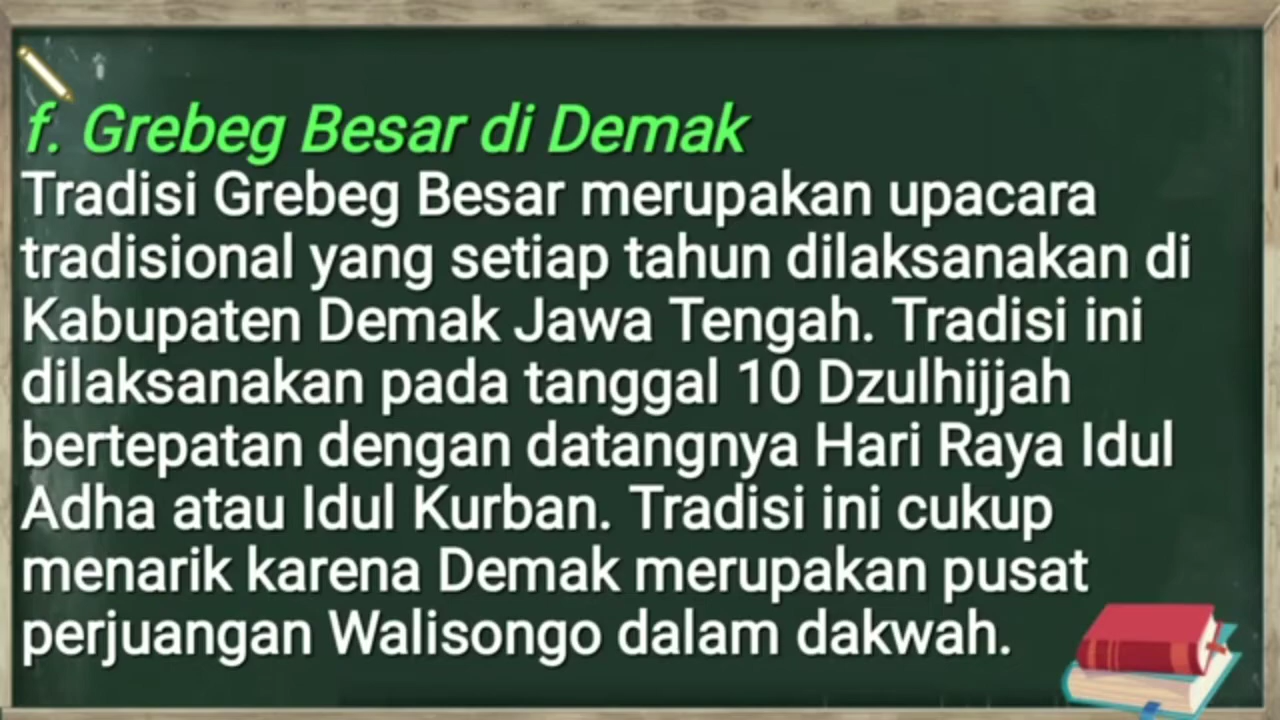 f. Grebeg Besar di Demak
Tradisi Grebeg Besar merupakan upacara
tradisional yang setiap tahun dilaksanakan di
Kabupaten Demak Jawa Tengah. Tradisi ini
dilaksanakan pada tanggal 10 Dzulhijjah
bertepatan dengan datangnya Hari Raya Idul
Adha atau Idul Kurban. Tradisi ini cukup
menarik karena Demak merupakan pusat
perjuangan Walisongo dalam dakwah.